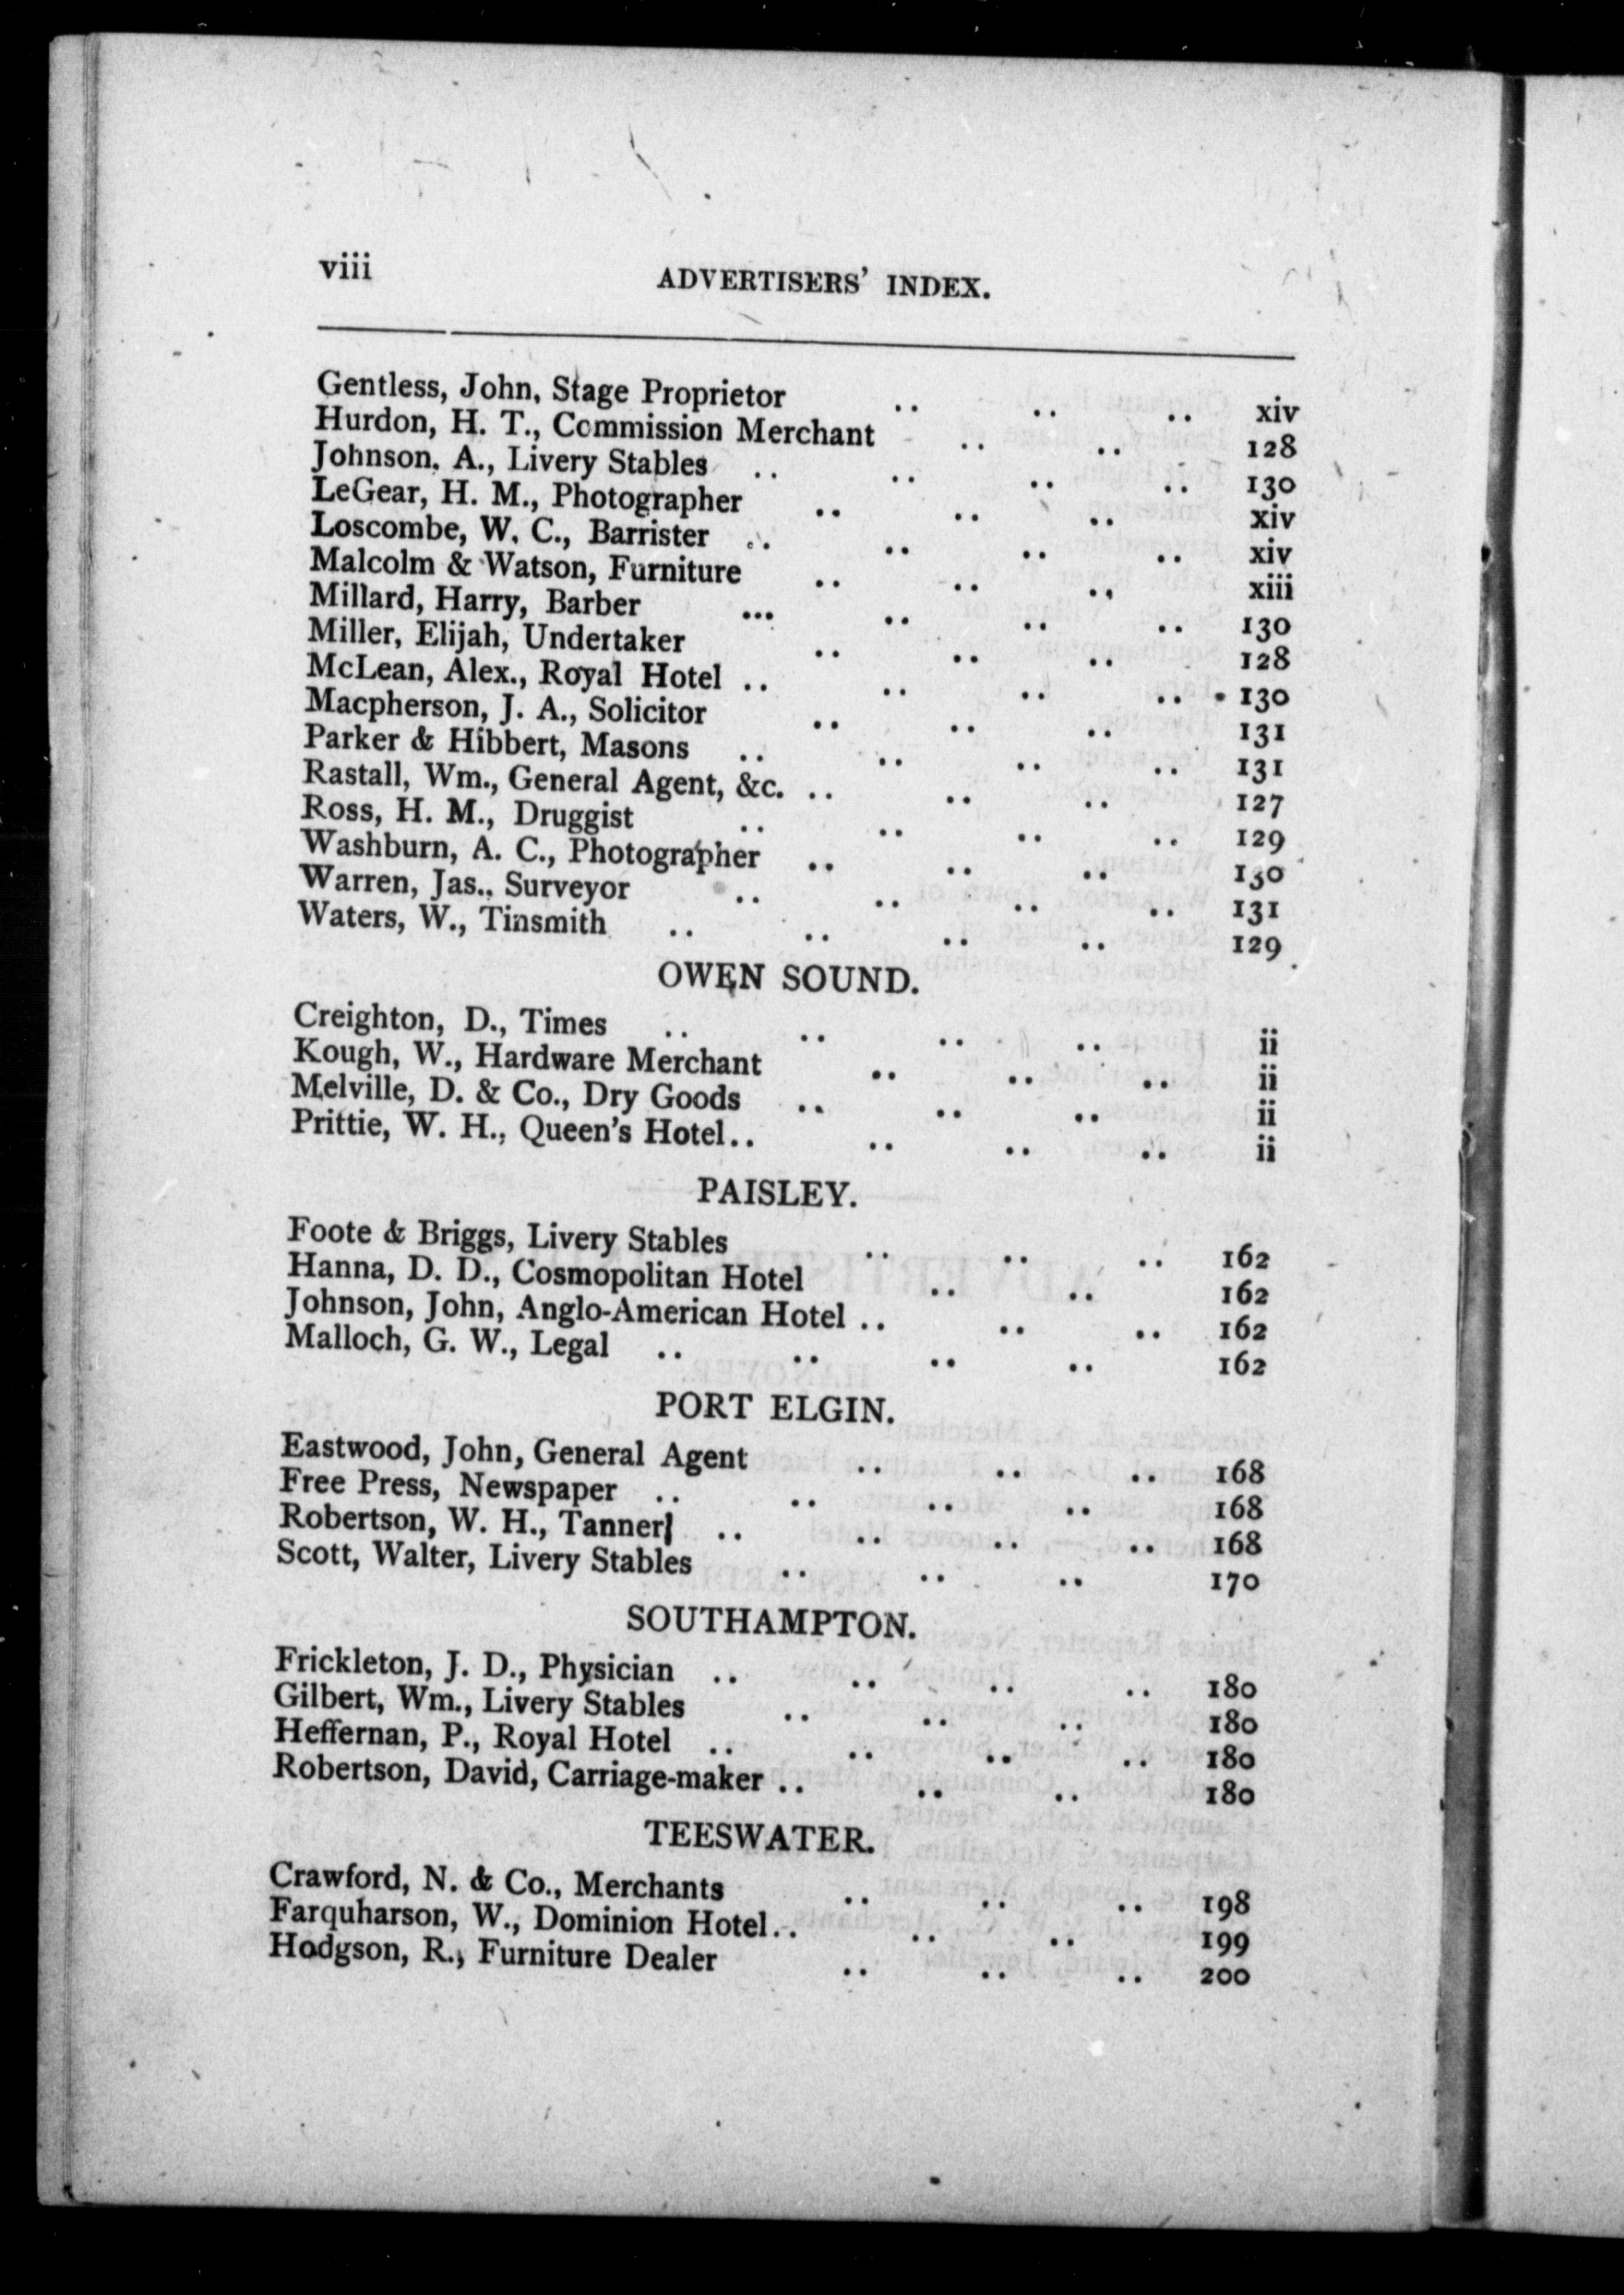 viii
ADVERTISERS' INDEX.
Gentless, John, Stage Proprietor .. .. .. xiv
Hurdon, H. T., Commission Merchant .. .. 128
Johnson, A., Livery Stables .. .. .. .. 130
LeGear, H. M., Photographer .. .. .. xiv
Loscombe, W. C., Barrister .. .. .. .. xiv
Malcolm & Watson, Furniture .. .. .. xiii
Millard, Harry, Barber ... .. .. .. 130
Miller, Elijah, Undertaker .. .. .. 128
McLean, Alex., Royal Hotel .. .. .. .. 130
Macpherson, J. A., Solicitor .. .. .. 131
Parker & Hibbert, Masons .. .. .. .. 131
Rastall, Wm., General Agent, &c. .. .. .. 127
Ross, H. M., Druggist .. .. .. .. 129
Washburn, A. C., Photographer .. .. .. 130
Warren, Jas., Surveyor .. .. .. .. 131
Waters, W., Tinsmith .. .. .. .. 129
OWEN SOUND.
Creighton, D., Times .. .. .. .. ii
Kough, W., Hardware Merchant .. .. .. ii
Melville, D. & Co., Dry Goods .. .. .. ii
Prittie, W. H., Queen's Hotel.. .. .. .. ii
PAISLEY.
Foote & Briggs, Livery Stables .. .. .. 162
Hanna, D. D., Cosmopolitan Hotel .. .. 162
Johnson, John, Anglo-American Hotel .. .. .. 162
Malloch, G. W., Legal .. .. .. .. 162
PORT ELGIN.
Eastwood, John, General Agent .. .. .. 168
Free Press, Newspaper .. .. .. .. 168
Robertson, W. H., Tanner .. .. .. .. 168
Scott, Walter, Livery Stables .. .. .. 170
SOUTHAMPTON.
Frickleton, J. D., Physician .. .. .. .. 180
Gilbert, Wm., Livery Stables .. .. .. 180
Heffernan, P., Royal Hotel .. .. .. .. 180
Robertson, David, Carriage-maker .. .. .. 180
TEESWATER.
Crawford, N. & Co., Merchants .. .. .. 198
Farquharson, W., Dominion Hotel.. .. .. 199
Hodgson, R., Furniture Dealer .. .. .. 200